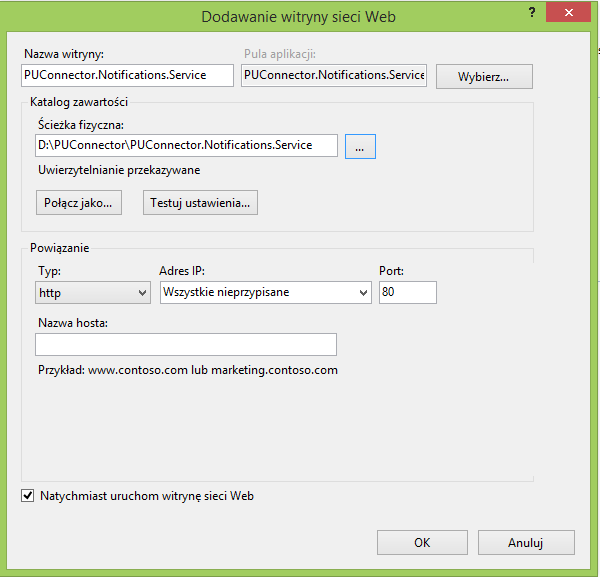 Dodawanie witryny sieci Web
?
Nazwa witryny: Pula aplikacji:
PUConnector.Notifications.Service PUConnector.Notifications.Service Wybierz...
Katalog zawartości
Ścieżka fizyczna:
D:\PUConnector\PUConnector.Notifications.Service ...
Uwierzytelnianie przekazywane
Połącz jako... Testuj ustawienia...
Powiązanie
Typ: Adres IP: Port:
http Wszystkie nieprzypisane 80
Nazwa hosta:
Przykład: www.contoso.com lub marketing.contoso.com
Natychmiast uruchom witrynę sieci Web
OK Anuluj